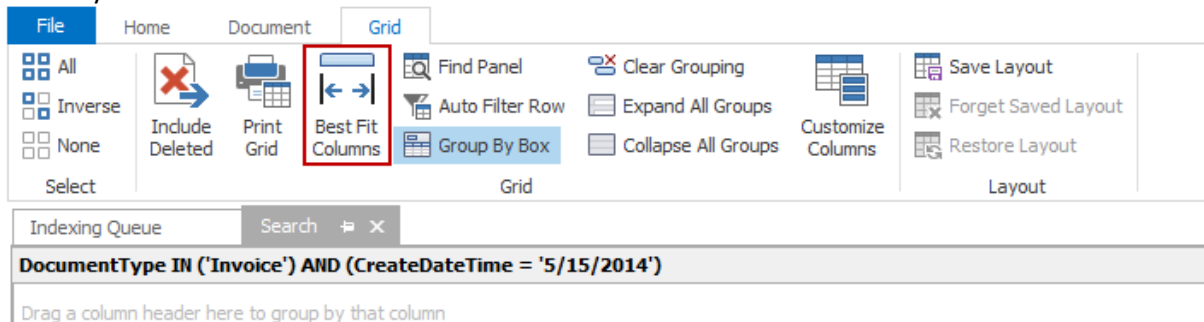 File Home Document Grid
All
Inverse
None
Select
Include
Deleted
Print
Grid
Best Fit
Columns
Find Panel
Auto Filter Row
Group By Box
Clear Grouping
Expand All Groups
Collapse All Groups
Customize
Columns
Grid
Save Layout
Forget Saved Layout
Restore Layout
Layout
Indexing Queue Search
DocumentType IN ('Invoice') AND (CreateDateTime = '5/15/2014')
Drag a column header here to group by that column